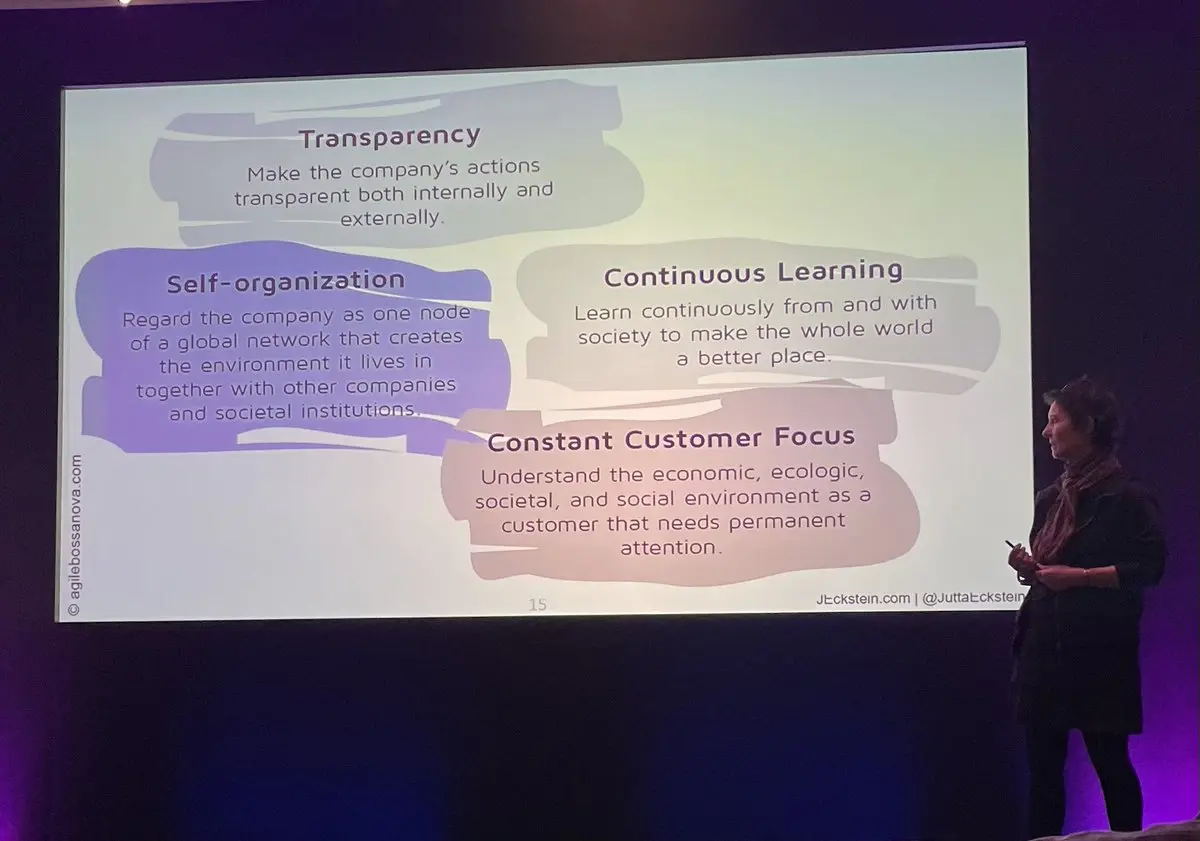 Transparency
Make the company's actions
transparent both internally and
externally.
Self-organization
Regard the company as one node
of a global network that creates
the environment it lives in
together with other companies
and societal institutions.
Continuous Learning
Learn continuously from and with
society to make the whole world
a better place.
Constant Customer Focus
Understand the economic, ecologic,
societal, and social environment as a
customer that needs permanent
attention.
© agilebossanova.com
15
JEckstein.com | @JuttaEckstein